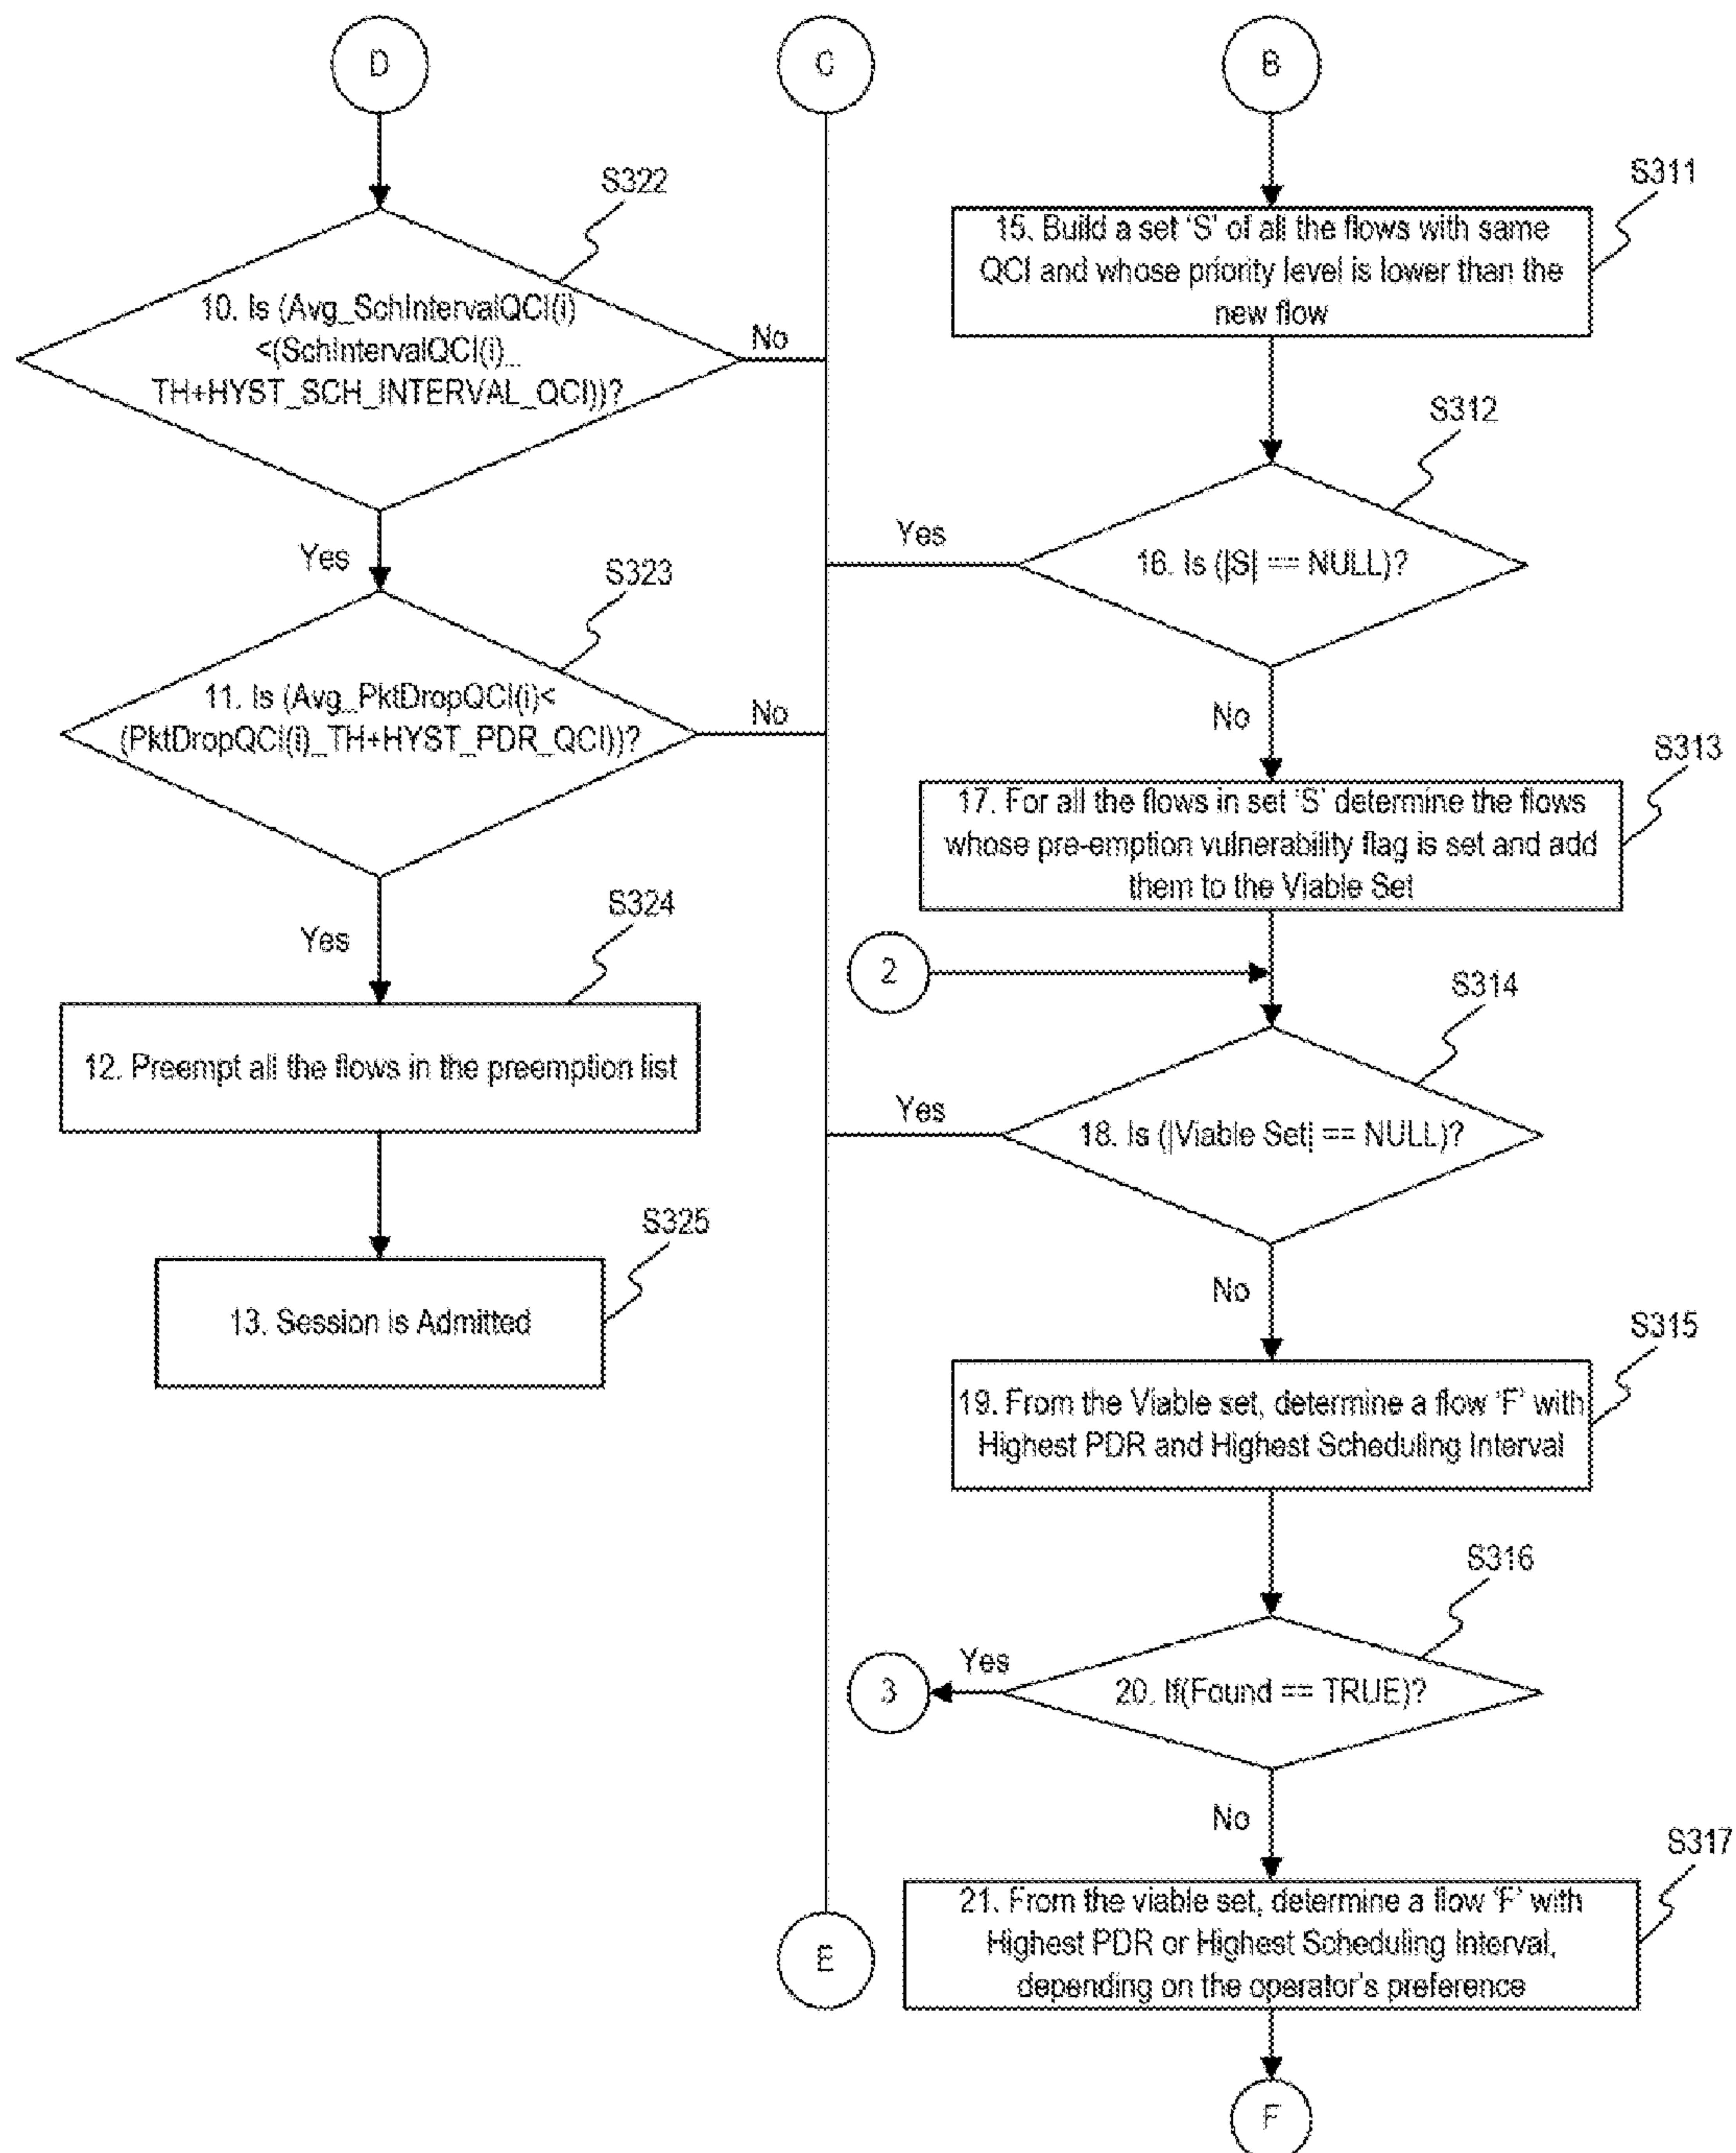 D
C
B
S322
10. Is (Avg_SchIntervalQCI(i)
<(SchIntervalQCI(i)_
TH+HYST_SCH_INTERVAL_QCI))?
No
Yes
S323
11. Is (Avg_PktDropQCI(i)<
(PktDropQCI(i)_TH+HYST_PDR_QCI))?
No
Yes
S324
12. Preempt all the flows in the preemption list
S325
13. Session is Admitted
E
S311
15. Build a set ‘S’ of all the flows with same
QCI and whose priority level is lower than the
new flow
S312
16. Is (|S| == NULL)?
Yes
No
S313
17. For all the flows in set ‘S’ determine the flows
whose pre-emption vulnerability flag is set and add
them to the Viable Set
2
S314
18. Is (|Viable Set| == NULL)?
Yes
No
S315
19. From the Viable set, determine a flow ‘F’ with
Highest PDR and Highest Scheduling Interval
S316
20. If(Found == TRUE)?
Yes
3
No
S317
21. From the viable set, determine a flow ‘F’ with
Highest PDR or Highest Scheduling Interval,
depending on the operator's preference
F